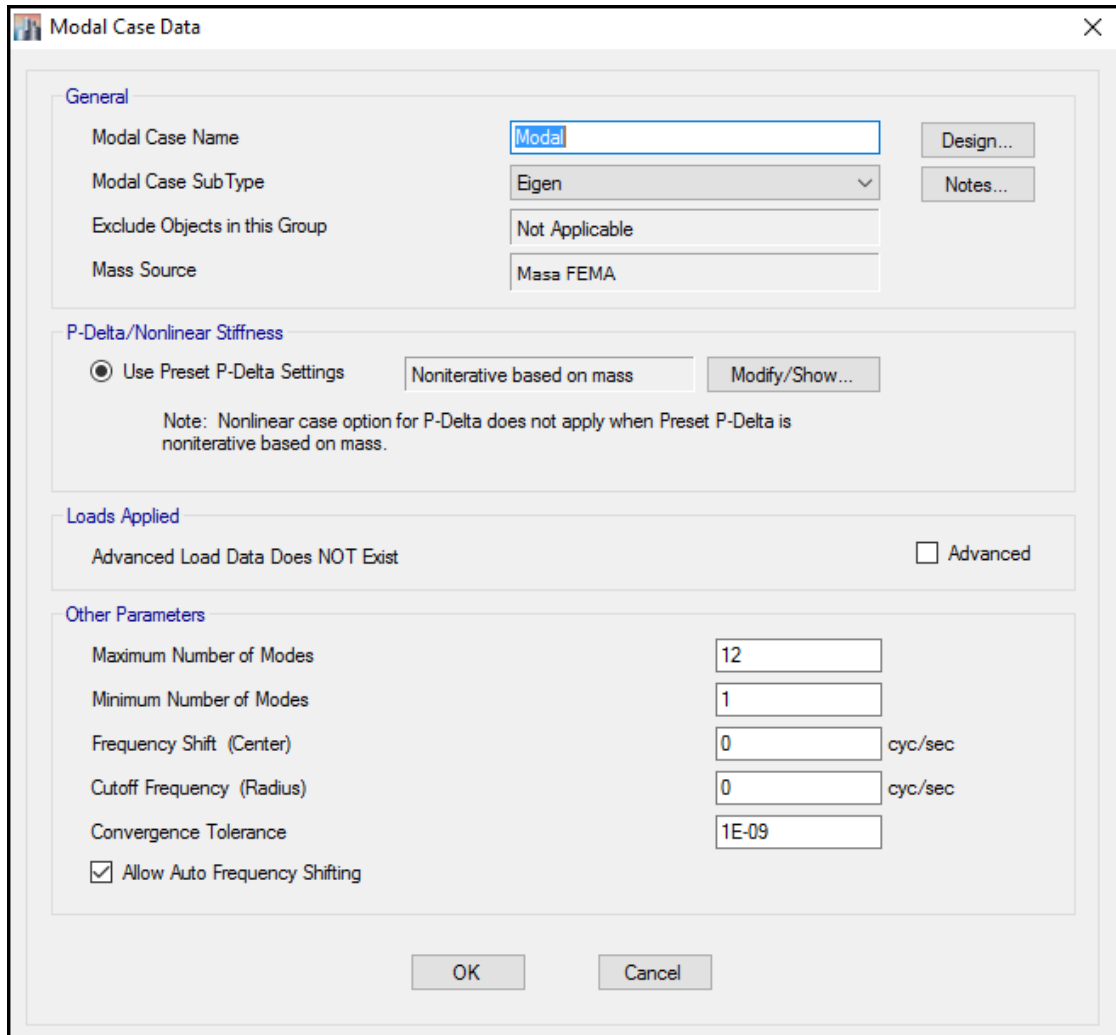 Modal Case Data
General
Modal Case Name Modal Design...
Modal Case SubType Eigen Notes...
Exclude Objects in this Group Not Applicable
Mass Source Masa FEMA
P-Delta/Nonlinear Stiffness
Use Preset P-Delta Settings Noniterative based on mass Modify/Show...
Note: Nonlinear case option for P-Delta does not apply when Preset P-Delta is
noniterative based on mass.
Loads Applied
Advanced Load Data Does NOT Exist Advanced
Other Parameters
Maximum Number of Modes 12
Minimum Number of Modes 1
Frequency Shift (Center) 0 cyc/sec
Cutoff Frequency (Radius) 0 cyc/sec
Convergence Tolerance 1E-09
Allow Auto Frequency Shifting
OK Cancel